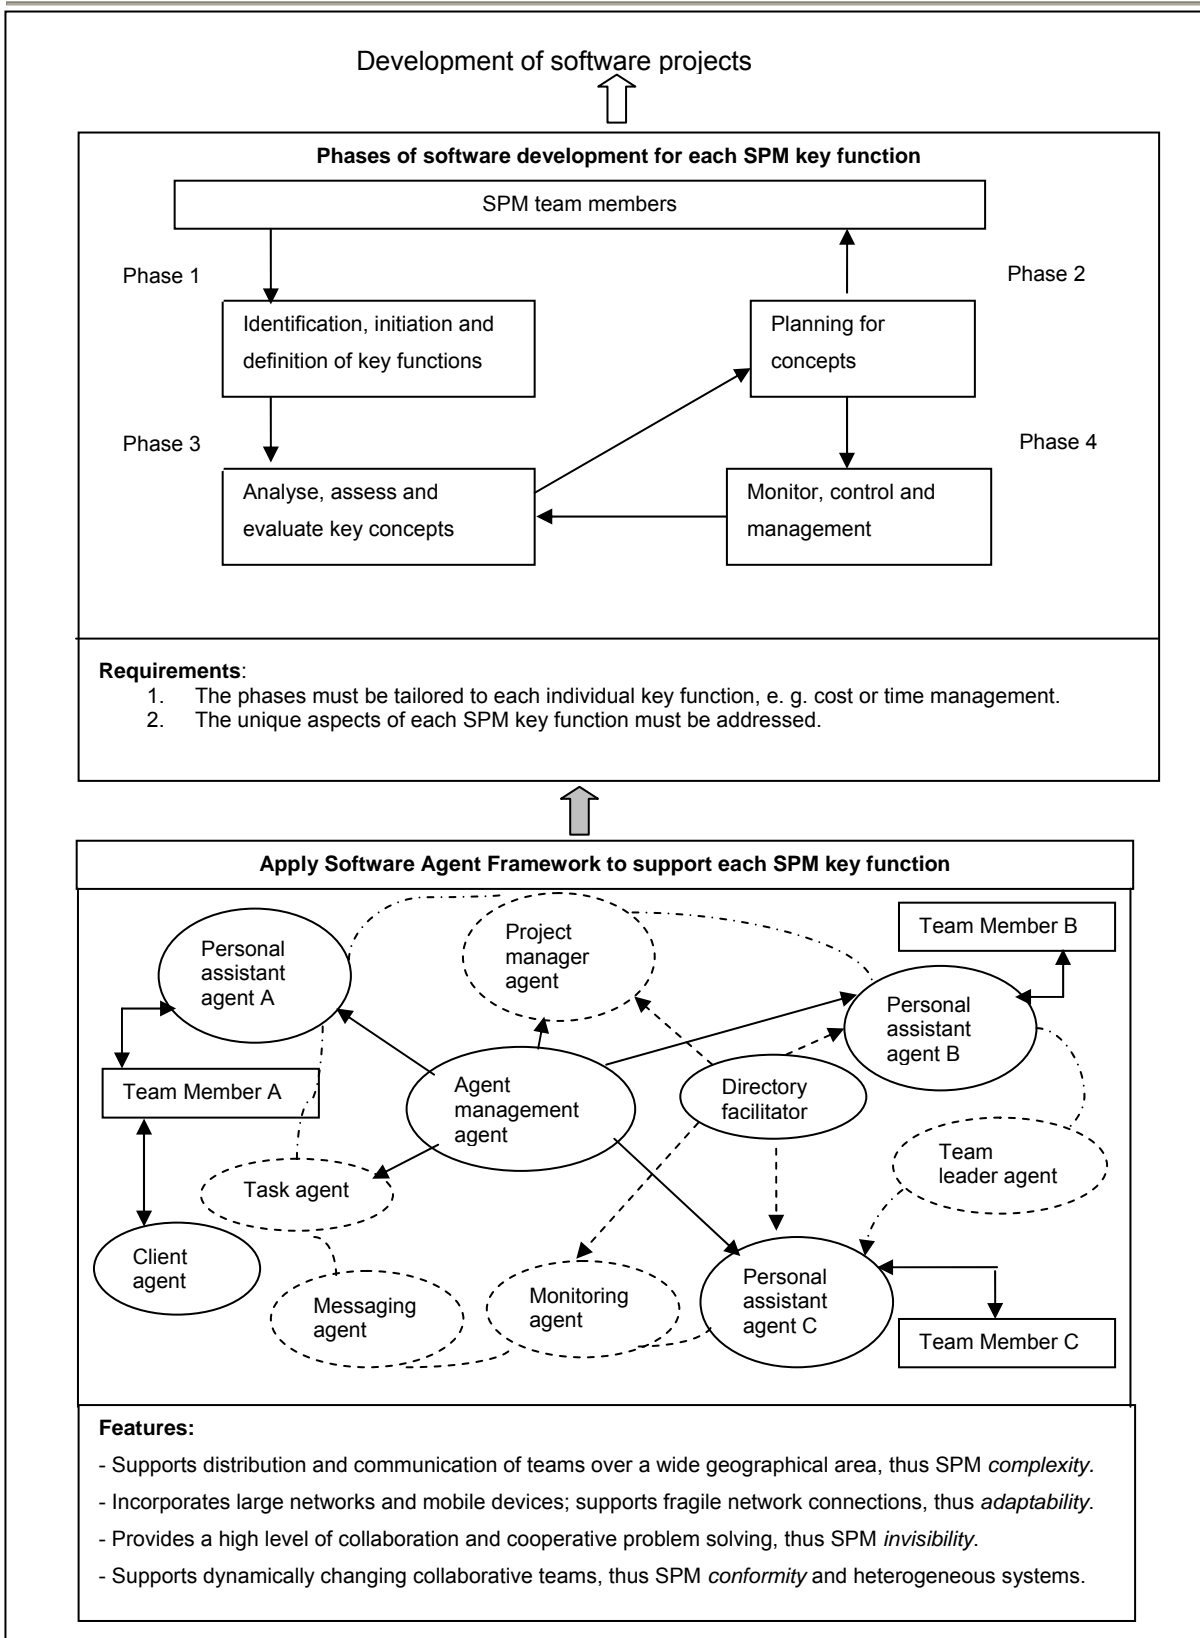 Development of software projects
Phases of software development for each SPM key function
SPM team members
Phase 1
Phase 2
Identification, initiation and
definition of key functions
Planning for
concepts
Phase 3
Phase 4
Analyse, assess and
evaluate key concepts
Monitor, control and
management
Requirements:
1. The phases must be tailored to each individual key function, e. g. cost or time management.
2. The unique aspects of each SPM key function must be addressed.
Apply Software Agent Framework to support each SPM key function
Personal
assistant
agent A
Project
manager
agent
Team Member B
Personal
assistant
agent B
Team Member A
Agent
management
agent
Directory
facilitator
Team
leader agent
Task agent
Client
agent
Messaging
agent
Monitoring
agent
Personal
assistant
agent C
Team Member C
Features:
- Supports distribution and communication of teams over a wide geographical area, thus SPM complexity.
- Incorporates large networks and mobile devices; supports fragile network connections, thus adaptability.
- Provides a high level of collaboration and cooperative problem solving, thus SPM invisibility.
- Supports dynamically changing collaborative teams, thus SPM conformity and heterogeneous systems.